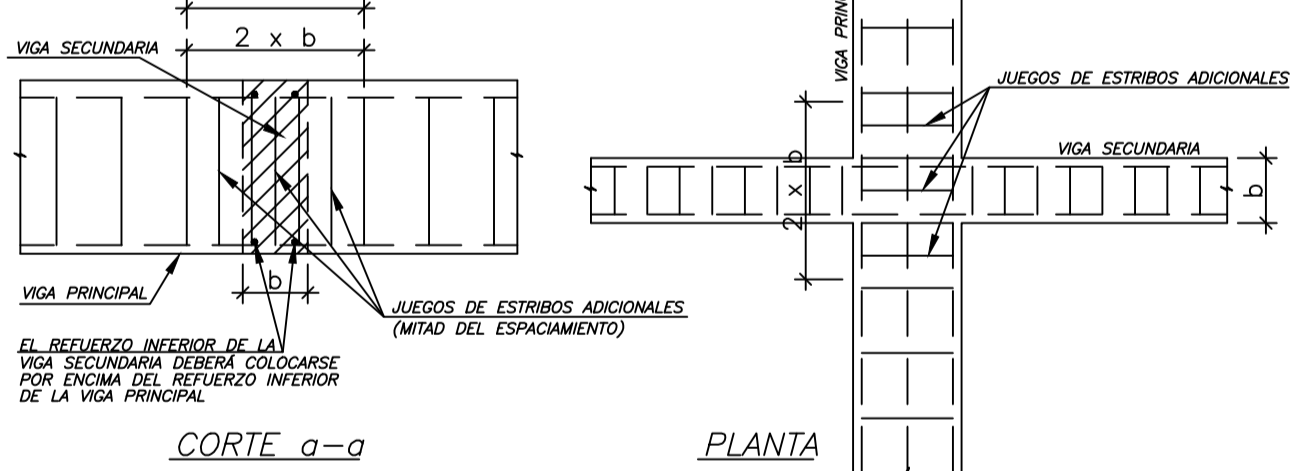 2 x b
VIGA SECUNDARIA
VIGA PRINCIPAL
b
JUEGOS DE ESTRIBOS ADICIONALES
(MITAD DEL ESPACIAMIENTO)
EL REFUERZO INFERIOR DE LA
VIGA SECUNDARIA DEBERÁ COLOCARSE
POR ENCIMA DEL REFUERZO INFERIOR
DE LA VIGA PRINCIPAL
CORTE a-a
VIGA PRIN
JUEGOS DE ESTRIBOS ADICIONALES
VIGA SECUNDARIA
2 x b
b
PLANTA